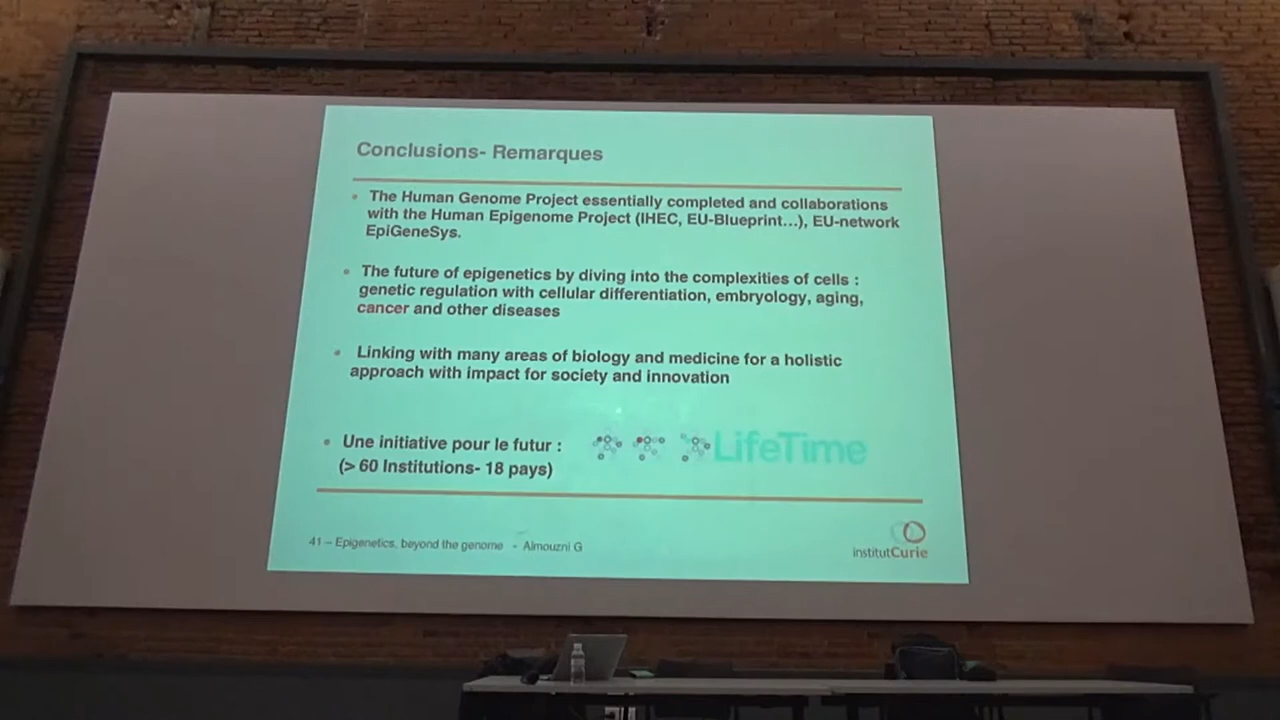 Conclusions- Remarques
• The Human Genome Project essentially completed and collaborations
with the Human Epigenome Project (IHEC, EU-Blueprint…), EU-network
EpiGeneSys.
• The future of epigenetics by diving into the complexities of cells :
genetic regulation with cellular differentiation, embryology, aging,
cancer and other diseases
• Linking with many areas of biology and medicine for a holistic
approach with impact for society and innovation
• Une initiative pour le futur :
(> 60 Institutions- 18 pays)
LifeTime
41 – Epigenetics, beyond the genome - Almouzni G
institutCurie